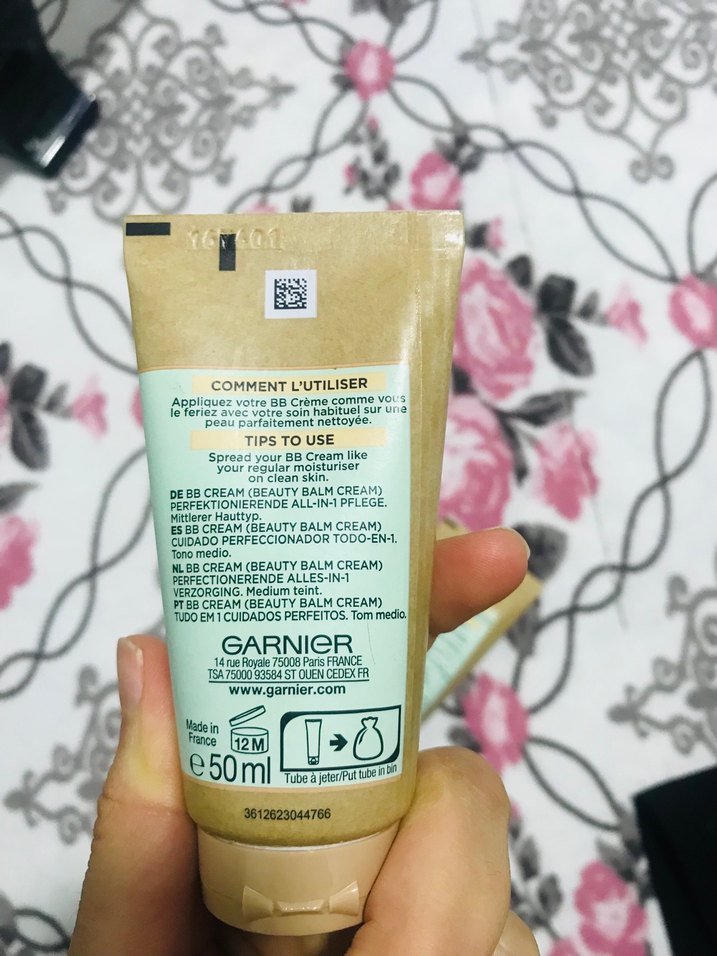 COMMENT L'UTILISER
Appliquez votre BB Crème comme vous
le feriez avec votre soin habituel sur une
peau parfaitement nettoyée.
TIPS TO USE
Spread your BB Cream like
your regular moisturiser
on clean skin.
DE BB CREAM (BEAUTY BALM CREAM)
PERFEKTIONIERENDE ALL-IN-1 PFLEGE.
Mittlerer Hauttyp.
ES BB CREAM (BEAUTY BALM CREAM)
CUIDADO PERFECCIONADOR TODO-EN-1.
Tono medio.
NL BB CREAM (BEAUTY BALM CREAM)
PERFECTIONERENDE ALLES-IN-1
VERZORGING. Medium teint.
PT BB CREAM (BEAUTY BALM CREAM)
TUDO EM 1 CUIDADOS PERFEITOS. Tom medio.
GARNIER
14 rue Royale 75008 Paris FRANCE
TSA 75000 93584 ST OUEN CEDEX FR
www.garnier.com
Made in
France
12 M
℮ 50 ml
Tube à jeter/Put tube in bin
3612623044766